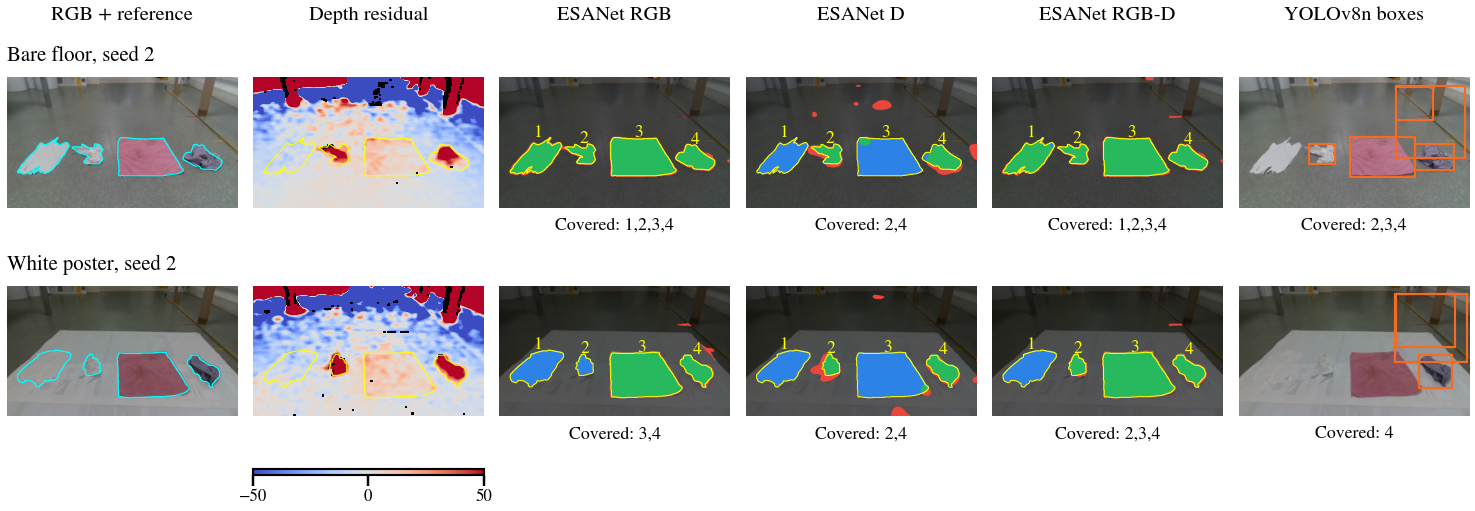 RGB + reference Depth residual ESANet RGB ESANet D ESANet RGB-D YOLOv8n boxes
Bare floor, seed 2
1 2 3 4 1 2 3 4 1 2 3 4
Covered: 1,2,3,4 Covered: 2,4 Covered: 1,2,3,4 Covered: 2,3,4
White poster, seed 2
1 2 3 4 1 2 3 4 1 2 3 4
Covered: 3,4 Covered: 2,4 Covered: 2,3,4 Covered: 4
−50 0 50